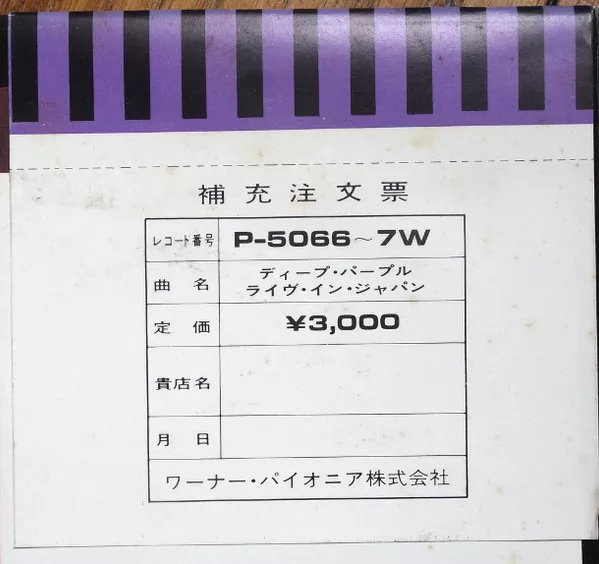 補充注文票
レコード番号 P-5066〜7W
曲名 ディープ・パープル
ライヴ・イン・ジャパン
定価 ¥3,000
貴店名
月日
ワーナー・パイオニア株式会社